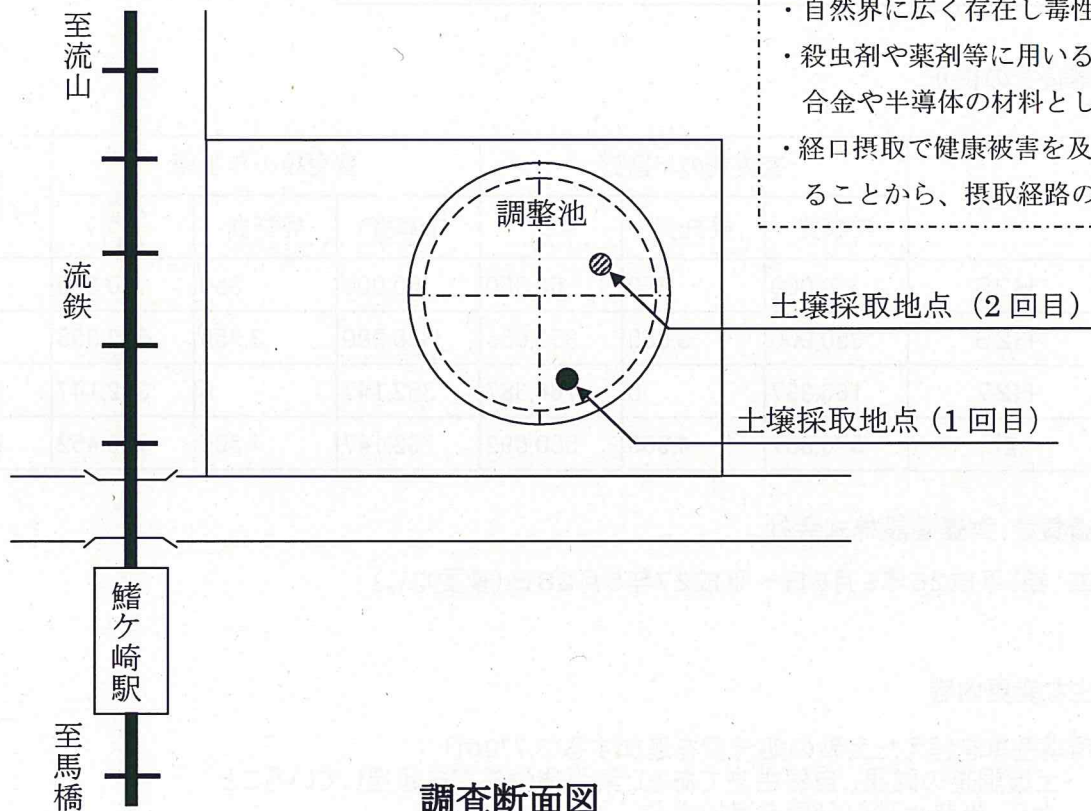 至流山
流鉄
鰭ケ崎駅
至馬橋
調整池
・自然界に広く存在し毒性
・殺虫剤や薬剤等に用いる
合金や半導体の材料とし
・経口摂取で健康被害を及
ることから、摂取経路の
土壌採取地点(2回目)
土壌採取地点(1回目)
調査断面図